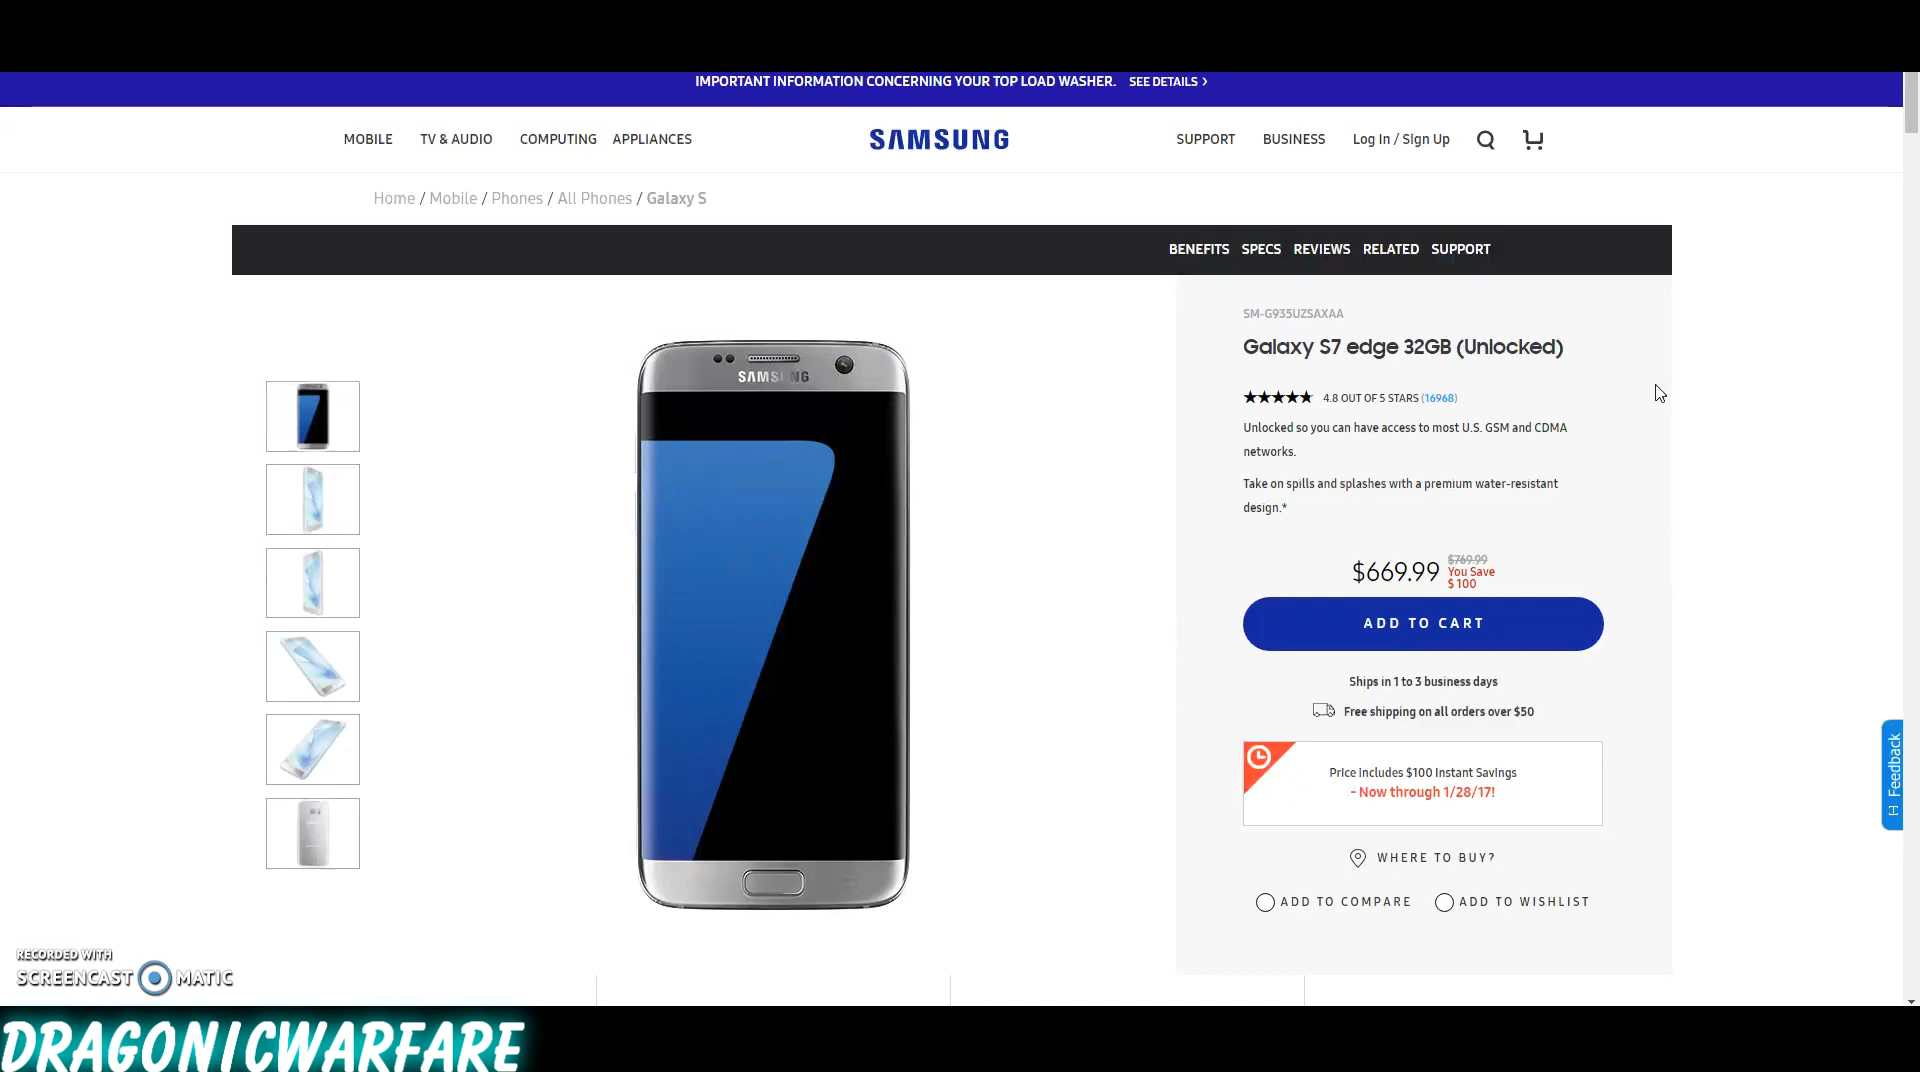 IMPORTANT INFORMATION CONCERNING YOUR TOP LOAD WASHER. SEE DETAILS ›
MOBILE TV & AUDIO COMPUTING APPLIANCES SAMSUNG SUPPORT BUSINESS Log In / Sign Up
Home / Mobile / Phones / All Phones / Galaxy S
BENEFITS SPECS REVIEWS RELATED SUPPORT
SM-G935UZSAXAA
Galaxy S7 edge 32GB (Unlocked)
SAMSUNG
4.8 OUT OF 5 STARS (16968)
Unlocked so you can have access to most U.S. GSM and CDMA
networks.
Take on spills and splashes with a premium water-resistant
design.*
$669.99 $769.99
You Save
$ 100
ADD TO CART
Ships in 1 to 3 business days
Free shipping on all orders over $50
Price Includes $100 Instant Savings
- Now through 1/28/17!
Feedback
WHERE TO BUY?
ADD TO COMPARE ADD TO WISHLIST
RECORDED WITH
SCREENCAST MATIC
DRAGONICWARFARE